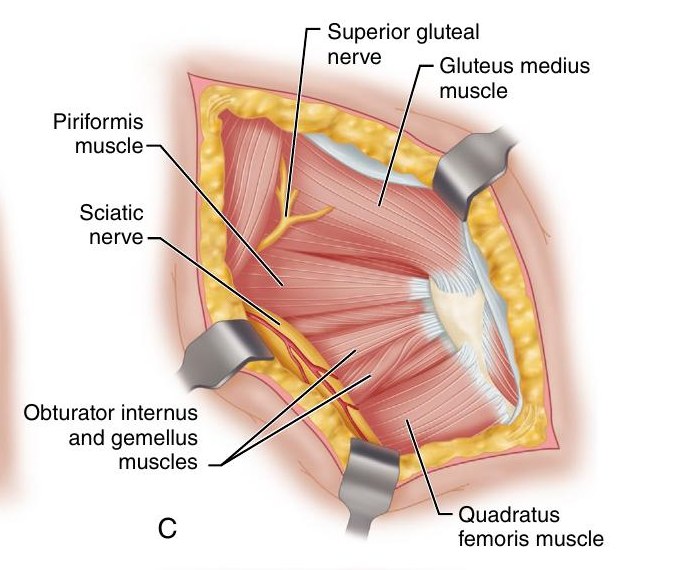 Superior gluteal
nerve
Gluteus medius
muscle
Piriformis
muscle
Sciatic
nerve
Obturator internus
and gemellus
muscles
Quadratus
femoris muscle
C